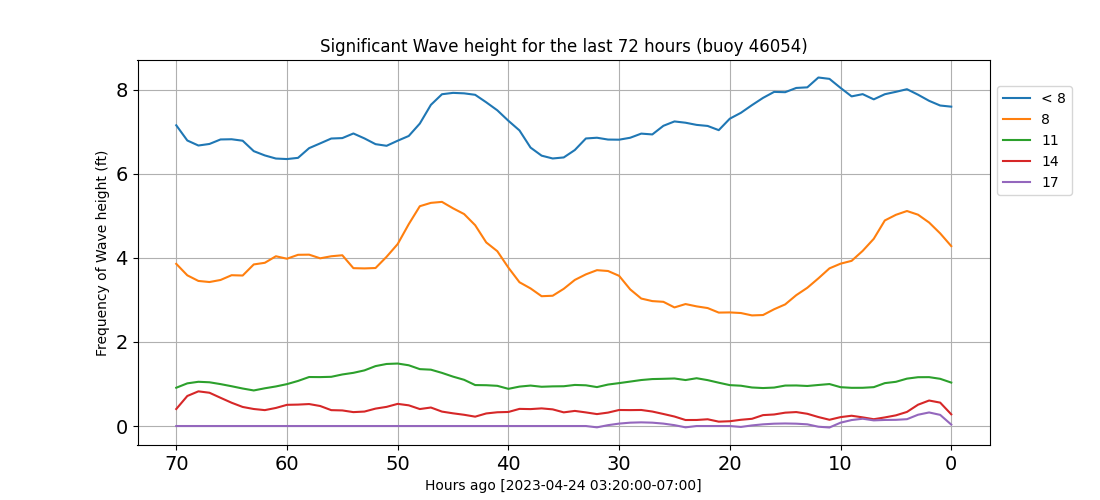 Significant Wave height for the last 72 hours (buoy 46054)
Frequency of Wave height (ft)
8
6
4
2
0
70 60 50 40 30 20 10 0
Hours ago [2023-04-24 03:20:00-07:00]
< 8
8
11
14
17